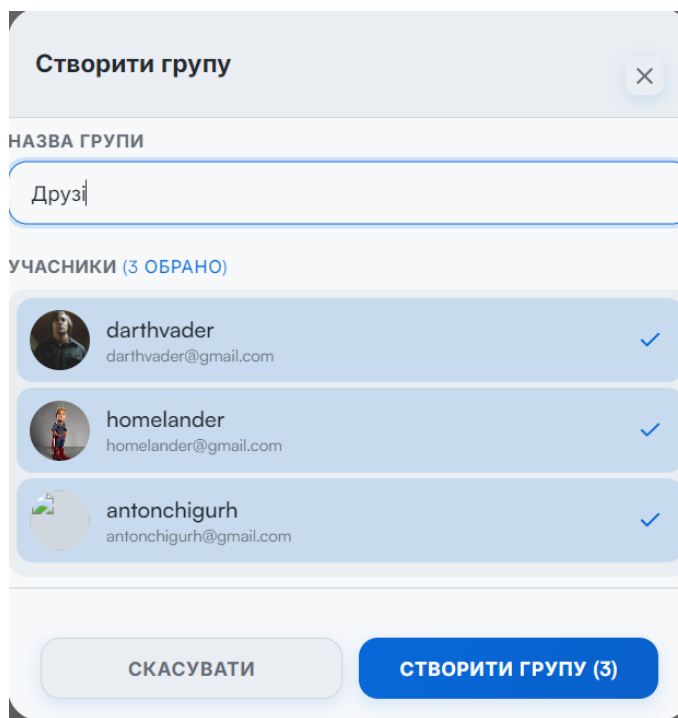 Створити групу
НАЗВА ГРУПИ
Друзі
УЧАСНИКИ (3 ОБРАНО)
darthvader
darthvader@gmail.com
homelander
homelander@gmail.com
antonchigurh
antonchigurh@gmail.com
СКАСУВАТИ
СТВОРИТИ ГРУПУ (3)